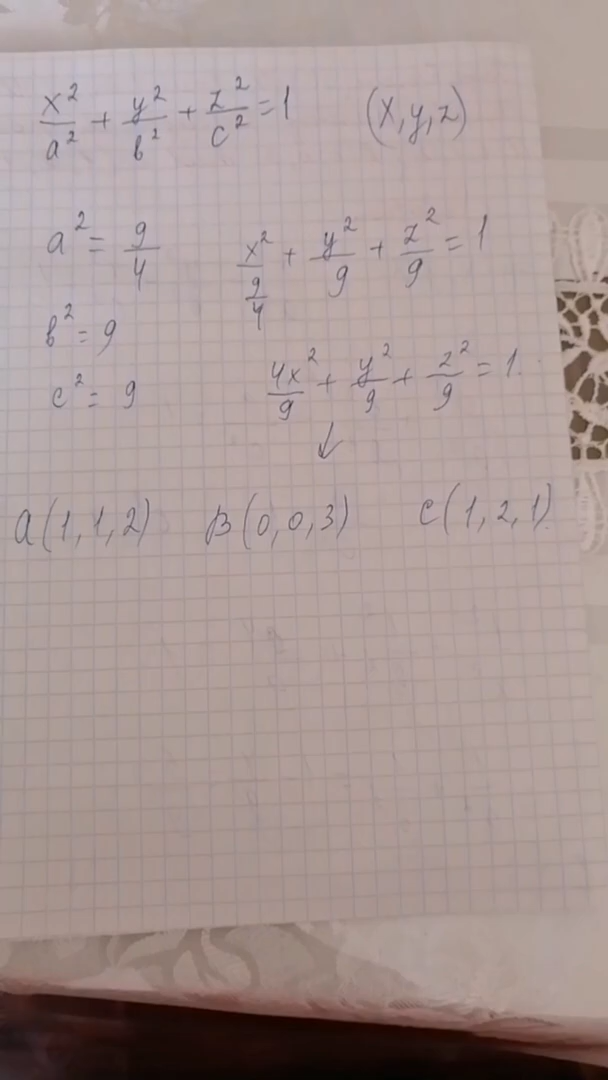 x²/a² + y²/b² + z²/c² = 1 (x, y, z)
a² = 9/4 x²/(9/4) + y²/9 + z²/9 = 1
b² = 9
c² = 9 4x²/9 + y²/9 + z²/9 = 1.
↓
A(1, 1, 2) B(0, 0, 3) C(1, 2, 1).